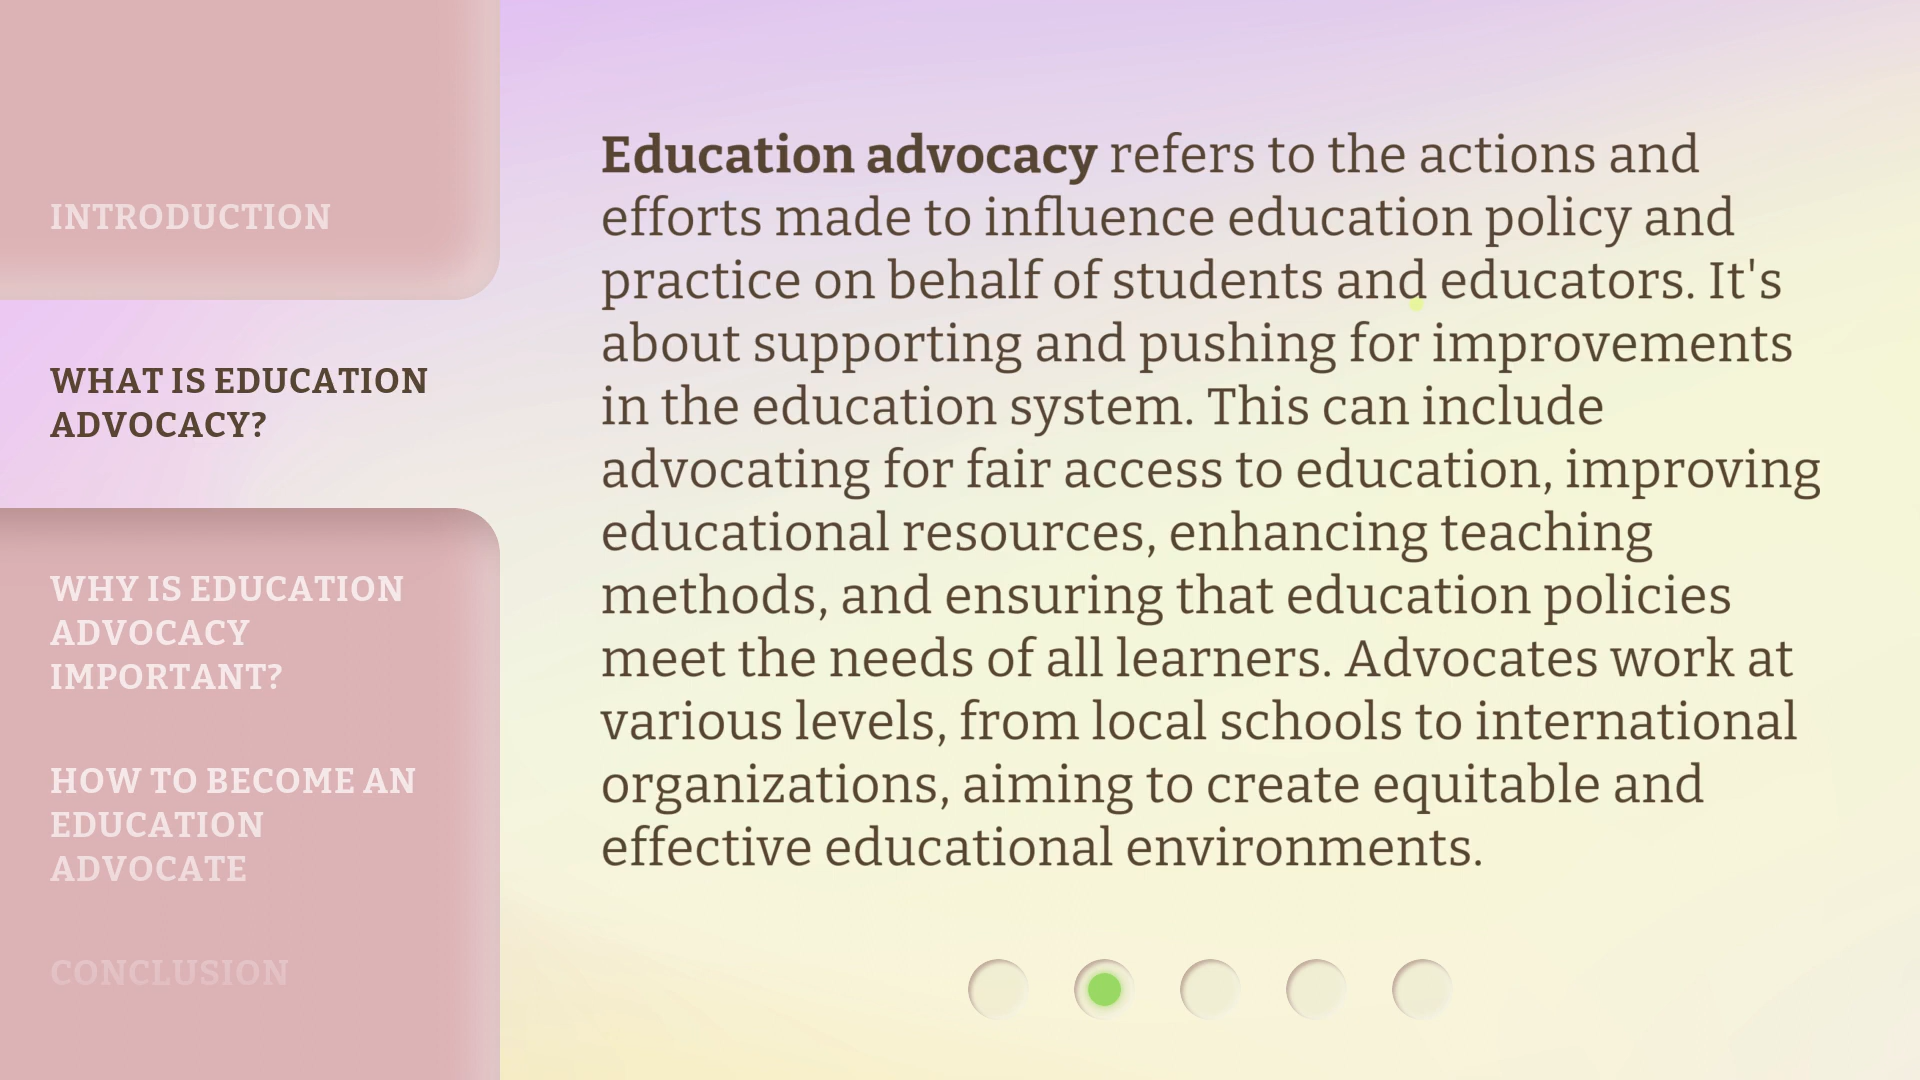 INTRODUCTION
WHAT IS EDUCATION
ADVOCACY?
WHY IS EDUCATION
ADVOCACY
IMPORTANT?
HOW TO BECOME AN
EDUCATION
ADVOCATE
CONCLUSION
Education advocacy refers to the actions and
efforts made to influence education policy and
practice on behalf of students and educators. It's
about supporting and pushing for improvements
in the education system. This can include
advocating for fair access to education, improving
educational resources, enhancing teaching
methods, and ensuring that education policies
meet the needs of all learners. Advocates work at
various levels, from local schools to international
organizations, aiming to create equitable and
effective educational environments.